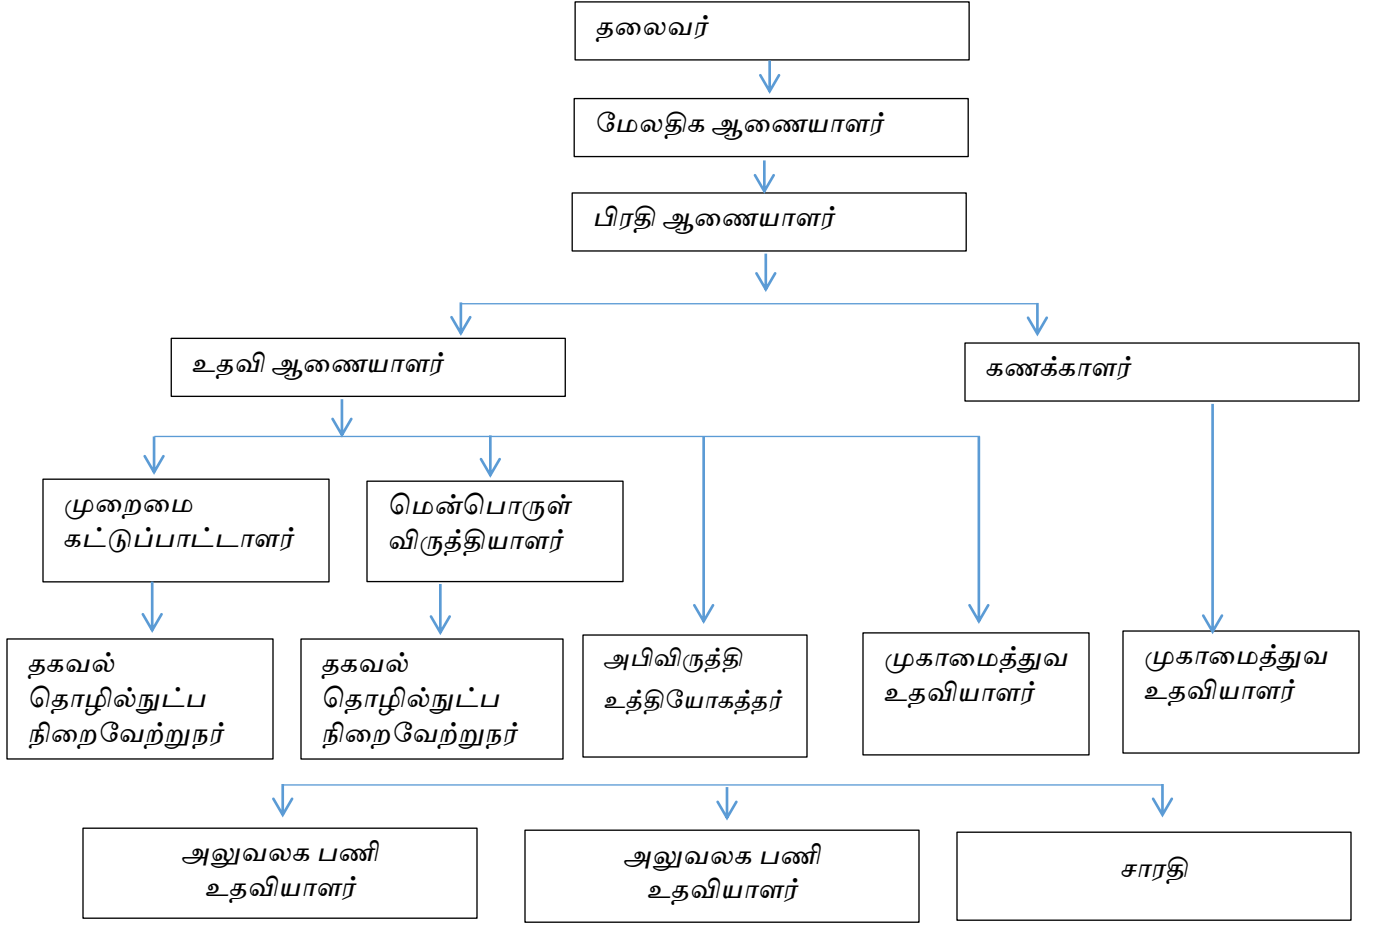 தலைவர்
மேலதிக ஆணையாளர்
பிரதி ஆணையாளர்
உதவி ஆணையாளர்
கணக்காளர்
முறைமை
கட்டுப்பாட்டாளர்
மென்பொருள்
விருத்தியாளர்
தகவல்
தொழில்நுட்ப
நிறைவேற்றுநர்
தகவல்
தொழில்நுட்ப
நிறைவேற்றுநர்
அபிவிருத்தி
உத்தியோகத்தர்
முகாமைத்துவ
உதவியாளர்
முகாமைத்துவ
உதவியாளர்
அலுவலக பணி
உதவியாளர்
அலுவலக பணி
உதவியாளர்
சாரதி